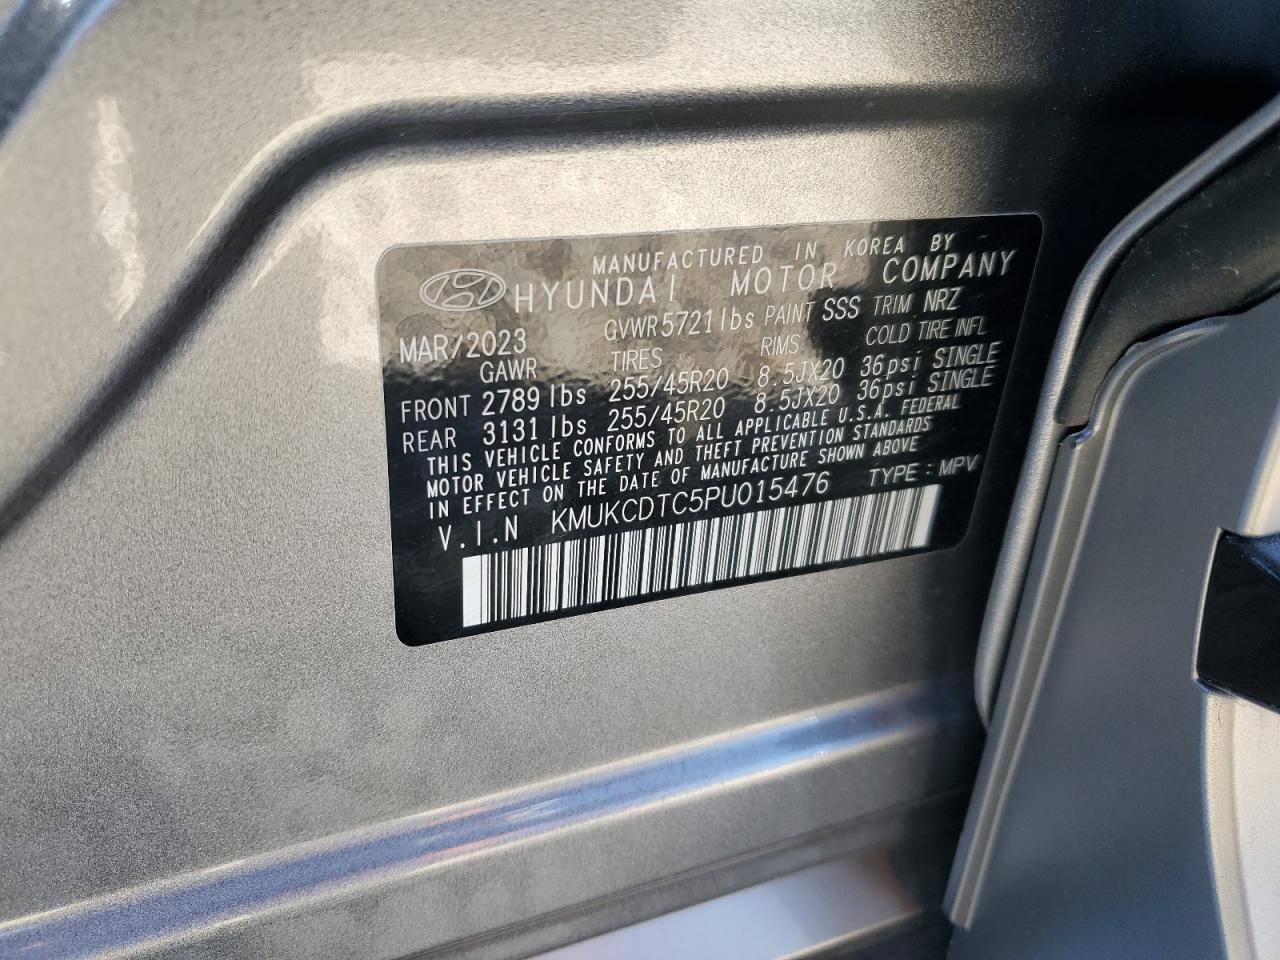 MANUFACTURED IN KOREA BY
HYUNDAI MOTOR COMPANY
MAR/2023 GVWR 5721 lbs PAINT SSS TRIM NRZ
GAWR TIRES RIMS COLD TIRE INFL
FRONT 2789 lbs 255/45R20 8.5JX20 36psi SINGLE
REAR 3131 lbs 255/45R20 8.5JX20 36psi SINGLE
THIS VEHICLE CONFORMS TO ALL APPLICABLE U.S.A. FEDERAL
MOTOR VEHICLE SAFETY AND THEFT PREVENTION STANDARDS
IN EFFECT ON THE DATE OF MANUFACTURE SHOWN ABOVE
V.I.N KMUKCDTC5PU015476 TYPE : MPV